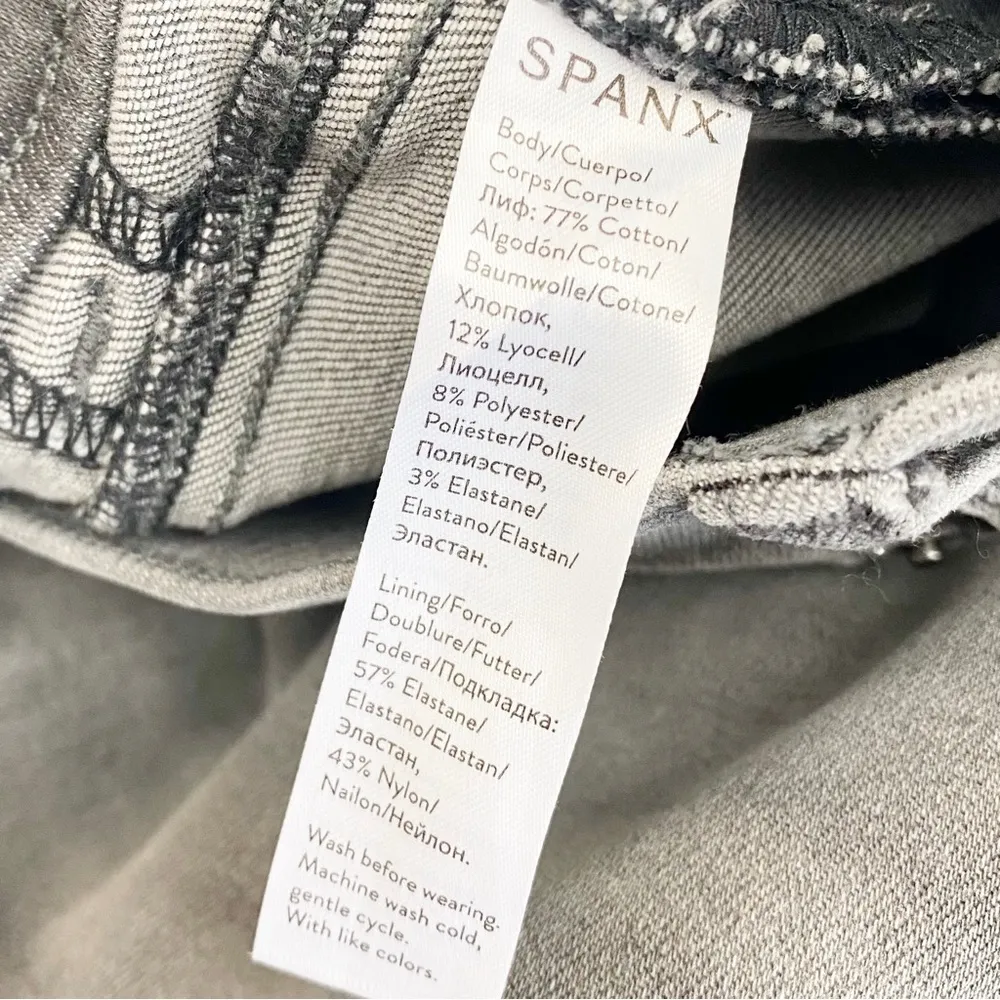 SPANX
Body/Cuerpo/
Corps/Corpetto/
Лиф: 77% Cotton/
Algodón/Coton/
Baumwolle/Cotone/
Хлопок,
12% Lyocell/
Лиоцелл,
8% Polyester/
Poliéster/Poliestere/
Полиэстер,
3% Elastane/
Elastano/Elastan/
Эластан.
Lining/Forro/
Doublure/Futter/
Fodera/Подкладка:
57% Elastane/
Elastano/Elastan/
Эластан,
43% Nylon/
Nailon/Нейлон.
Wash before wearing.
Machine wash cold,
gentle cycle.
With like colors.